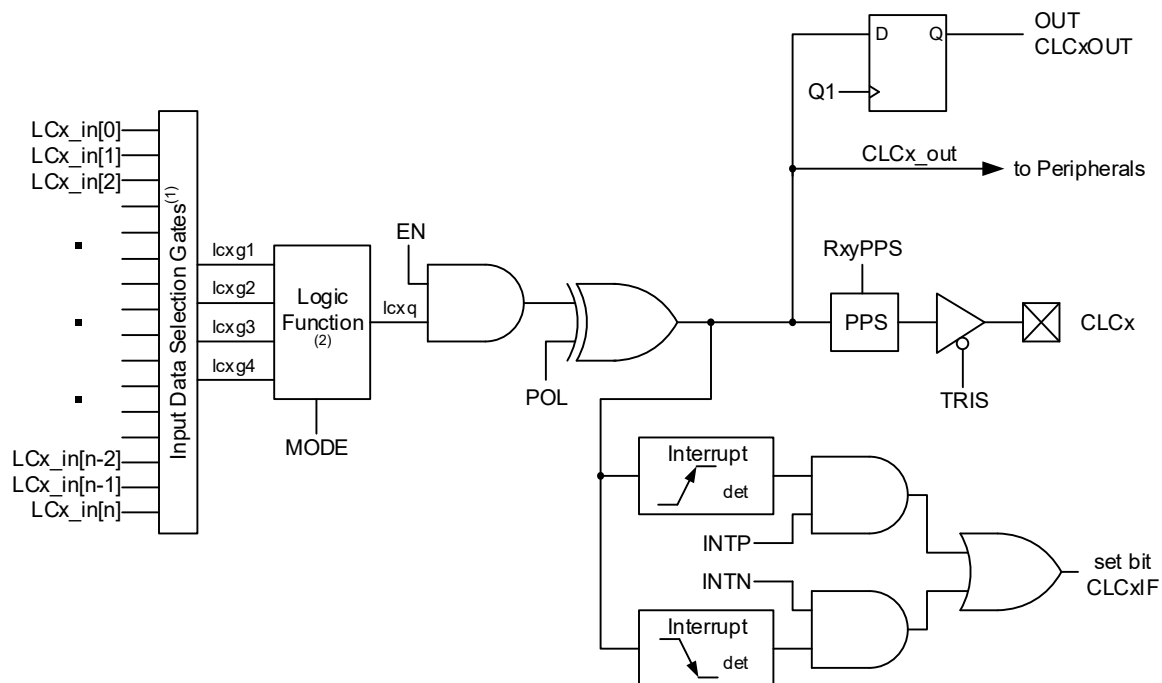 OUT
CLCxOUT
D
Q
Q1
LCx_in[0]
LCx_in[1]
LCx_in[2]
CLCx_out
to Peripherals
Input Data Selection Gates(1)
EN
RxyPPS
lcxg1
lcxg2
lcxg3
lcxg4
Logic
Function
(2)
lcxq
PPS
CLCx
POL
TRIS
MODE
LCx_in[n-2]
LCx_in[n-1]
LCx_in[n]
Interrupt
det
INTP
INTN
set bit
CLCxIF
Interrupt
det